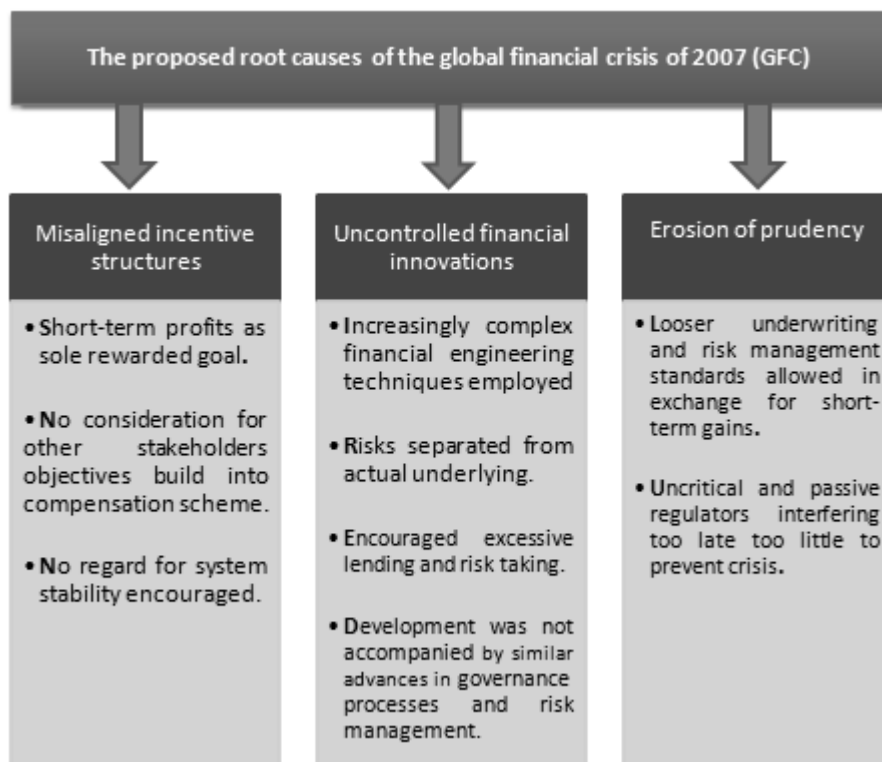 The proposed root causes of the global financial crisis of 2007 (GFC)
Misaligned incentive
structures
• Short-term profits as
sole rewarded goal.
• No consideration for
other stakeholders
objectives build into
compensation scheme.
• No regard for system
stability encouraged.
Uncontrolled financial
innovations
• Increasingly complex
financial engineering
techniques employed
• Risks separated from
actual underlying.
• Encouraged excessive
lending and risk taking.
• Development was not
accompanied by similar
advances in governance
processes and risk
management.
Erosion of prudency
• Looser underwriting
and risk management
standards allowed in
exchange for short-
term gains.
• Uncritical and passive
regulators interfering
too late too little to
prevent crisis.